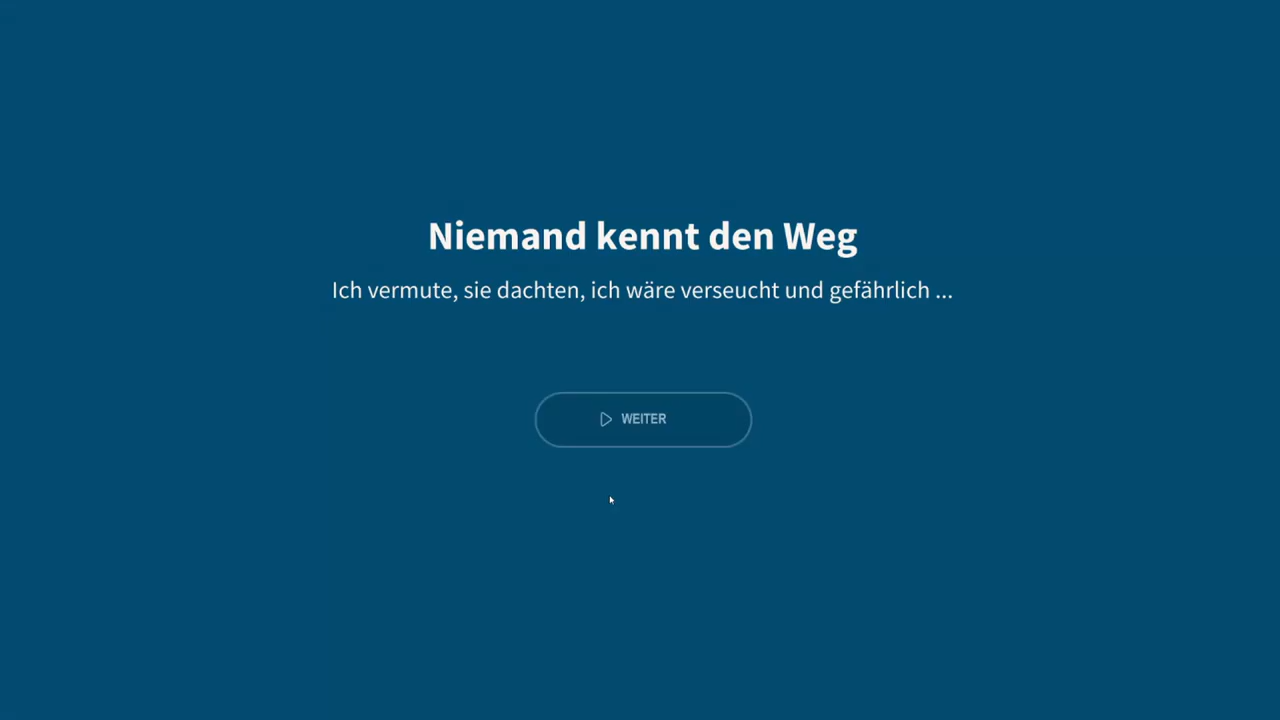 Niemand kennt den Weg
Ich vermute, sie dachten, ich wäre verseucht und gefährlich ...
WEITER